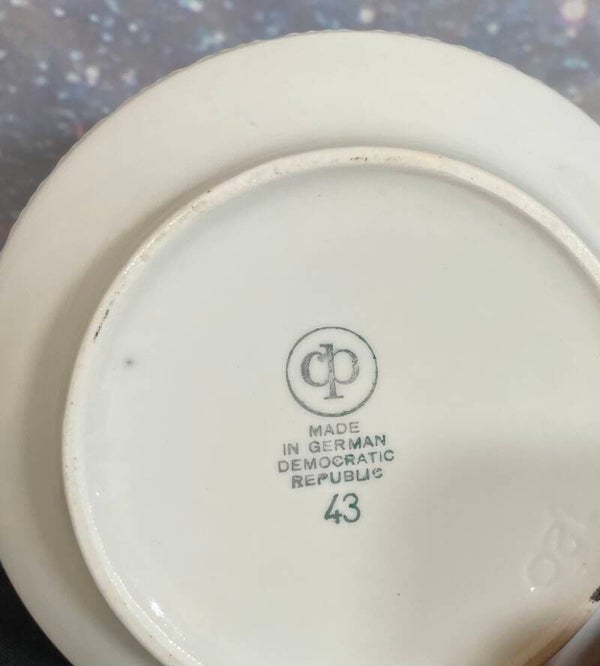 cp
MADE
IN GERMAN
DEMOCRATIC
REPUBLIC
43